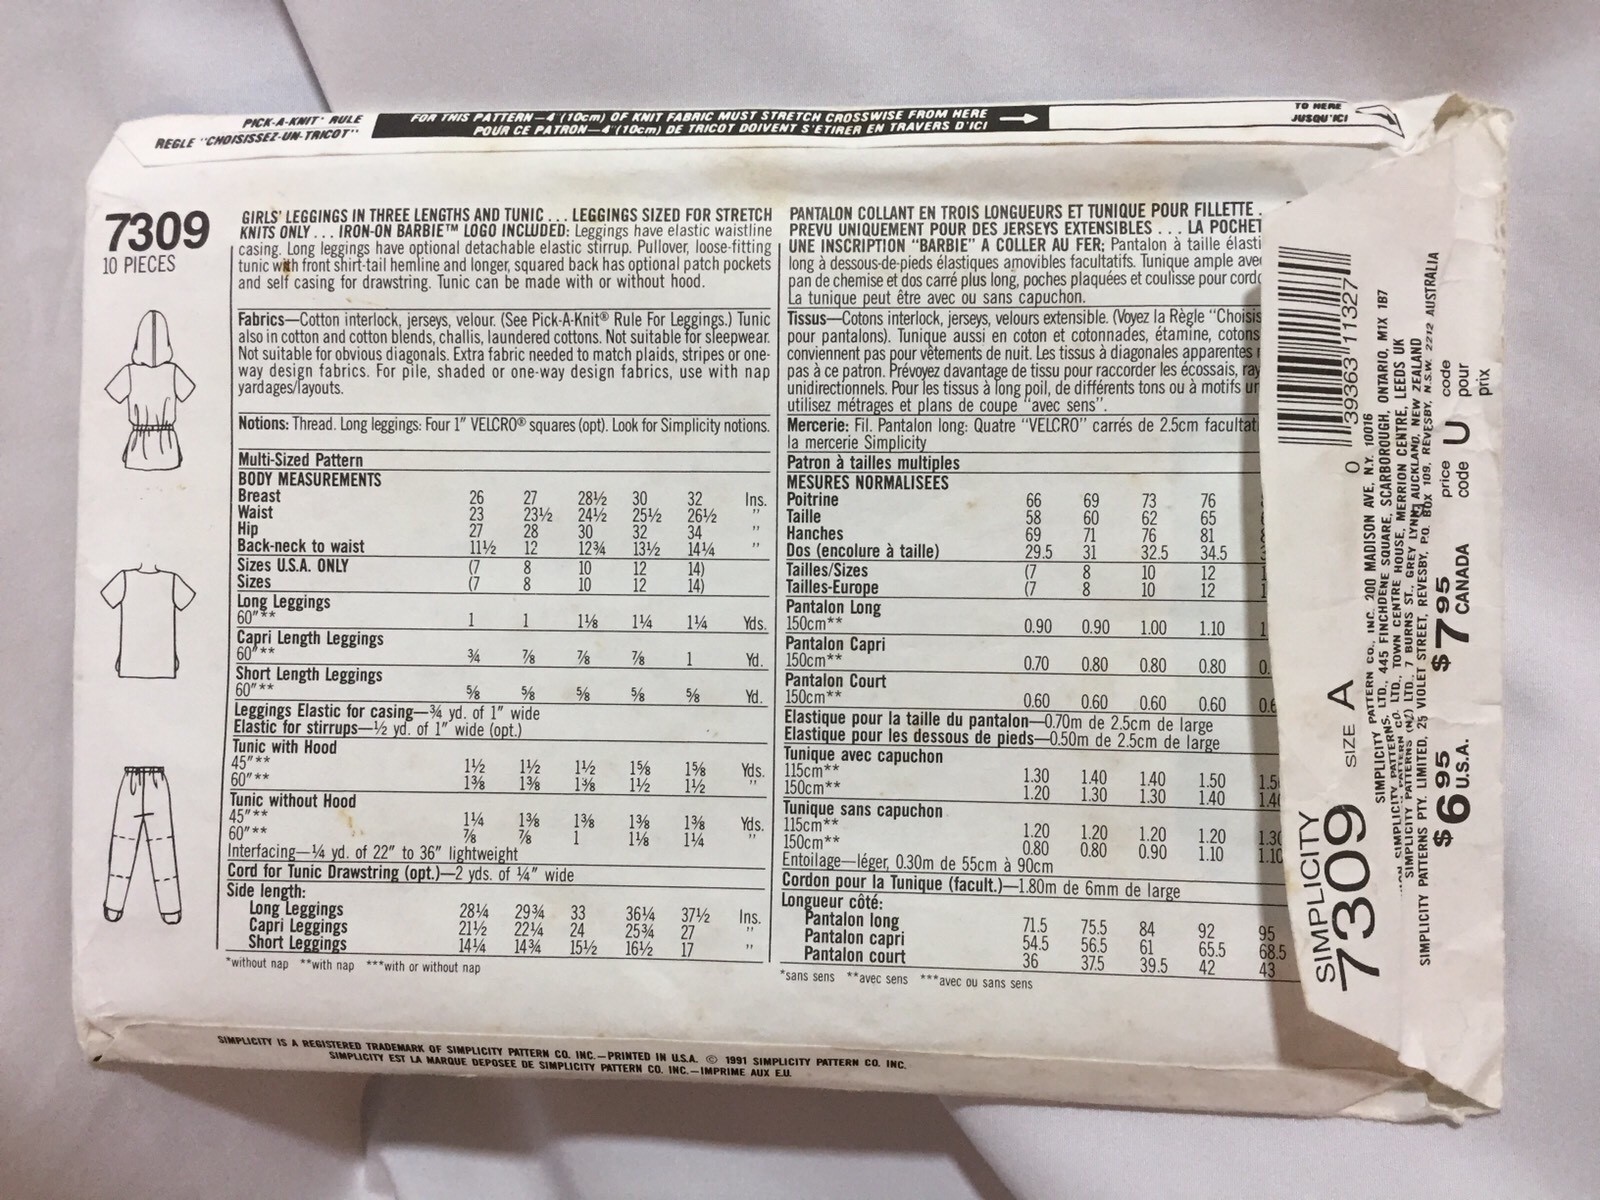 PICK-A-KNIT® RULE
REGLE "CHOISISSEZ-UN-TRICOT"
FOR THIS PATTERN—4"(10cm) OF KNIT FABRIC MUST STRETCH CROSSWISE FROM HERE
POUR CE PATRON—4"(10cm) DE TRICOT DOIVENT S'ETIRER EN TRAVERS D'ICI
TO HERE
JUSQU'ICI
7309
10 PIECES
GIRLS' LEGGINGS IN THREE LENGTHS AND TUNIC . . . LEGGINGS SIZED FOR STRETCH
KNITS ONLY . . . IRON-ON BARBIE™ LOGO INCLUDED: Leggings have elastic waistline
casing. Long leggings have optional detachable elastic stirrup. Pullover, loose-fitting
tunic with front shirt-tail hemline and longer, squared back has optional patch pockets
and self casing for drawstring. Tunic can be made with or without hood.
Fabrics—Cotton interlock, jerseys, velour. (See Pick-A-Knit® Rule For Leggings.) Tunic
also in cotton and cotton blends, challis, laundered cottons. Not suitable for sleepwear.
Not suitable for obvious diagonals. Extra fabric needed to match plaids, stripes or one-
way design fabrics. For pile, shaded or one-way design fabrics, use with nap
yardages/layouts.
Notions: Thread. Long leggings: Four 1" VELCRO® squares (opt). Look for Simplicity notions.
Multi-Sized Pattern
BODY MEASUREMENTS
Breast 26 27 28½ 30 32 Ins.
Waist 23 23½ 24½ 25½ 26½ "
Hip 27 28 30 32 34 "
Back-neck to waist 11½ 12 12¾ 13½ 14¼ "
Sizes U.S.A. ONLY (7 8 10 12 14)
Sizes (7 8 10 12 14)
Long Leggings
60"** 1 1 1⅛ 1¼ 1¼ Yds.
Capri Length Leggings
60"** ¾ ⅞ ⅞ ⅞ 1 Yd.
Short Length Leggings
60"** ⅝ ⅝ ⅝ ⅝ ⅝ Yd.
Leggings Elastic for casing—¾ yd. of 1" wide
Elastic for stirrups—½ yd. of 1" wide (opt.)
Tunic with Hood
45"** 1½ 1½ 1½ 1⅝ 1⅝ Yds.
60"** 1⅜ 1⅜ 1⅜ 1½ 1½ "
Tunic without Hood
45"** 1¼ 1⅜ 1⅜ 1⅜ 1⅜ Yds.
60"** ⅞ ⅞ 1 1⅛ 1¼ "
Interfacing—¼ yd. of 22" to 36" lightweight
Cord for Tunic Drawstring (opt.)—2 yds. of ¼" wide
Side length:
Long Leggings 28¼ 29¾ 33 36¼ 37½ Ins.
Capri Leggings 21½ 22¼ 24 25¾ 27 "
Short Leggings 14¼ 14¾ 15½ 16½ 17 "
*without nap **with nap ***with or without nap
PANTALON COLLANT EN TROIS LONGUEURS ET TUNIQUE POUR FILLETTE .
PREVU UNIQUEMENT POUR DES JERSEYS EXTENSIBLES . . . LA POCHET
UNE INSCRIPTION "BARBIE" A COLLER AU FER; Pantalon à taille élasti
long à dessous-de-pieds élastiques amovibles facultatifs. Tunique ample ave
pan de chemise et dos carré plus long, poches plaquées et coulisse pour cord
La tunique peut être avec ou sans capuchon.
Tissus—Cotons interlock, jerseys, velours extensible. (Voyez la Règle "Choisis
pour pantalons). Tunique aussi en coton et cotonnades, étamine, cotons
conviennent pas pour vêtements de nuit. Les tissus à diagonales apparentes
pas à ce patron. Prévoyez davantage de tissu pour raccorder les écossais, ray
unidirectionnels. Pour les tissus à long poil, de différents tons ou à motifs
utilisez métrages et plans de coupe "avec sens".
Mercerie: Fil. Pantalon long: Quatre "VELCRO" carrés de 2.5cm facultat
la mercerie Simplicity
Patron à tailles multiples
MESURES NORMALISEES
Poitrine 66 69 73 76
Taille 58 60 62 65
Hanches 69 71 76 81
Dos (encolure à taille) 29.5 31 32.5 34.5
Tailles/Sizes (7 8 10 12
Tailles-Europe (7 8 10 12
Pantalon Long
150cm** 0.90 0.90 1.00 1.10
Pantalon Capri
150cm** 0.70 0.80 0.80 0.80
Pantalon Court
150cm** 0.60 0.60 0.60 0.60
Elastique pour la taille du pantalon—0.70m de 2.5cm de large
Elastique pour les dessous de pieds—0.50m de 2.5cm de large
Tunique avec capuchon
115cm** 1.30 1.40 1.40 1.50 1.5
150cm** 1.20 1.30 1.30 1.40 1.4
Tunique sans capuchon
115cm** 1.20 1.20 1.20 1.20 1.30
150cm** 0.80 0.80 0.90 1.10 1.10
Entoilage—léger, 0.30m de 55cm à 90cm
Cordon pour la Tunique (facult.)—1.80m de 6mm de large
Longueur côté:
Pantalon long 71.5 75.5 84 92 95
Pantalon capri 54.5 56.5 61 65.5 68.5
Pantalon court 36 37.5 39.5 42 43
*sans sens **avec sens ***avec ou sans sens
SIMPLICITY
7309 SIZE A
0 39363 11327
SIMPLICITY PATTERN CO., INC. 200 MADISON AVE, N.Y. 10016
SIMPLICITY PATTERNS. LTD., 445 FINCHDENE SQUARE, SCARBOROUGH, ONTARIO, M1X 1B7
SIMPLICITY PATTERN CO. LTD., TOWN CENTRE HOUSE, MERRION CENTRE, LEEDS UK
SIMPLICITY PATTERNS (NZ) LTD., 7 BURNS ST., GREY LYNN, AUCKLAND, NEW ZEALAND
SIMPLICITY PATTERNS PTY. LIMITED, 25 VIOLET STREET, REVESBY, P.O. BOX 109, REVESBY, N.S.W. 2212 AUSTRALIA
$6.95 U.S.A.
$7.95 CANADA
price code U code pour prix
SIMPLICITY IS A REGISTERED TRADEMARK OF SIMPLICITY PATTERN CO. INC.—PRINTED IN U.S.A. © 1991 SIMPLICITY PATTERN CO. INC.
SIMPLICITY EST LA MARQUE DEPOSEE DE SIMPLICITY PATTERN CO. INC.—IMPRIME AUX E.U.